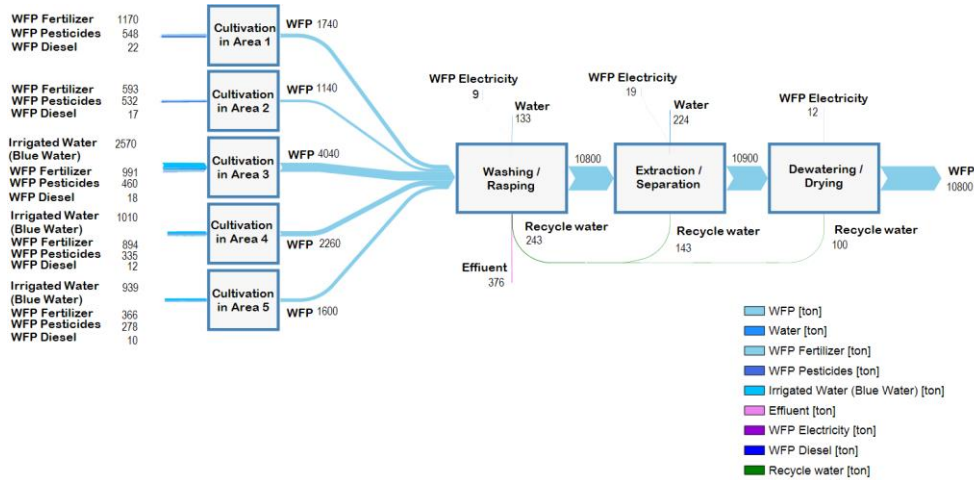 WFP Fertilizer 1170
WFP Pesticides 548
WFP Diesel 22
Cultivation
in Area 1
WFP 1740
WFP Fertilizer 593
WFP Pesticides 532
WFP Diesel 17
Cultivation
in Area 2
WFP 1140
Irrigated Water 2570
(Blue Water)
WFP Fertilizer 991
WFP Pesticides 460
WFP Diesel 18
Cultivation
in Area 3
WFP 4040
Irrigated Water 1010
(Blue Water)
WFP Fertilizer 894
WFP Pesticides 335
WFP Diesel 12
Cultivation
in Area 4
WFP 2260
Irrigated Water 939
(Blue Water)
WFP Fertilizer 366
WFP Pesticides 278
WFP Diesel 10
Cultivation
in Area 5
WFP 1600
WFP Electricity
9
Water
133
Washing /
Rasping
10800
WFP Electricity
19
Water
224
Extraction /
Separation
10900
WFP Electricity
12
Dewatering /
Drying
WFP
10800
Recycle water
243
Recycle water
143
Recycle water
100
Effiuent
376
WFP [ton]
Water [ton]
WFP Fertilizer [ton]
WFP Pesticides [ton]
Irrigated Water (Blue Water) [ton]
Effiuent [ton]
WFP Electricity [ton]
WFP Diesel [ton]
Recycle water [ton]